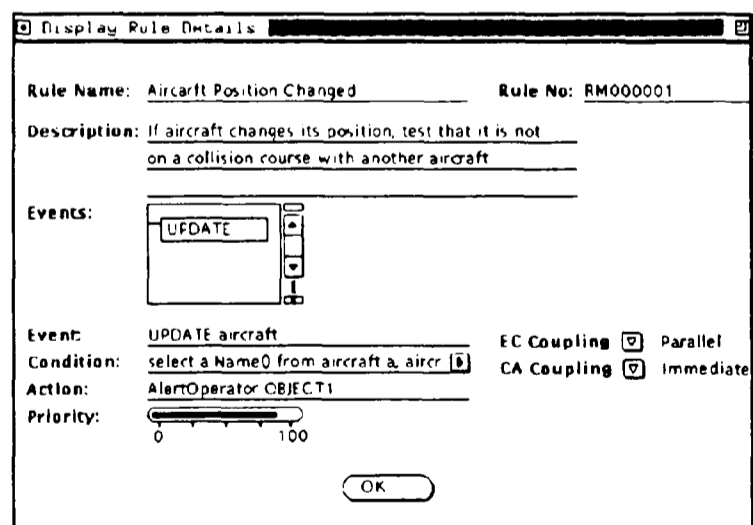 Display Rule Details
Rule Name: Aircarft Position Changed Rule No: RM000001
Description: If aircraft changes its position, test that it is not
on a collision course with another aircraft
Events:
UPDATE
Event: UPDATE aircraft
EC Coupling Parallel
Condition: select a Name() from aircraft a, aircr
CA Coupling Immediate
Action: AlertOperator OBJECT1
Priority:
0 100
OK